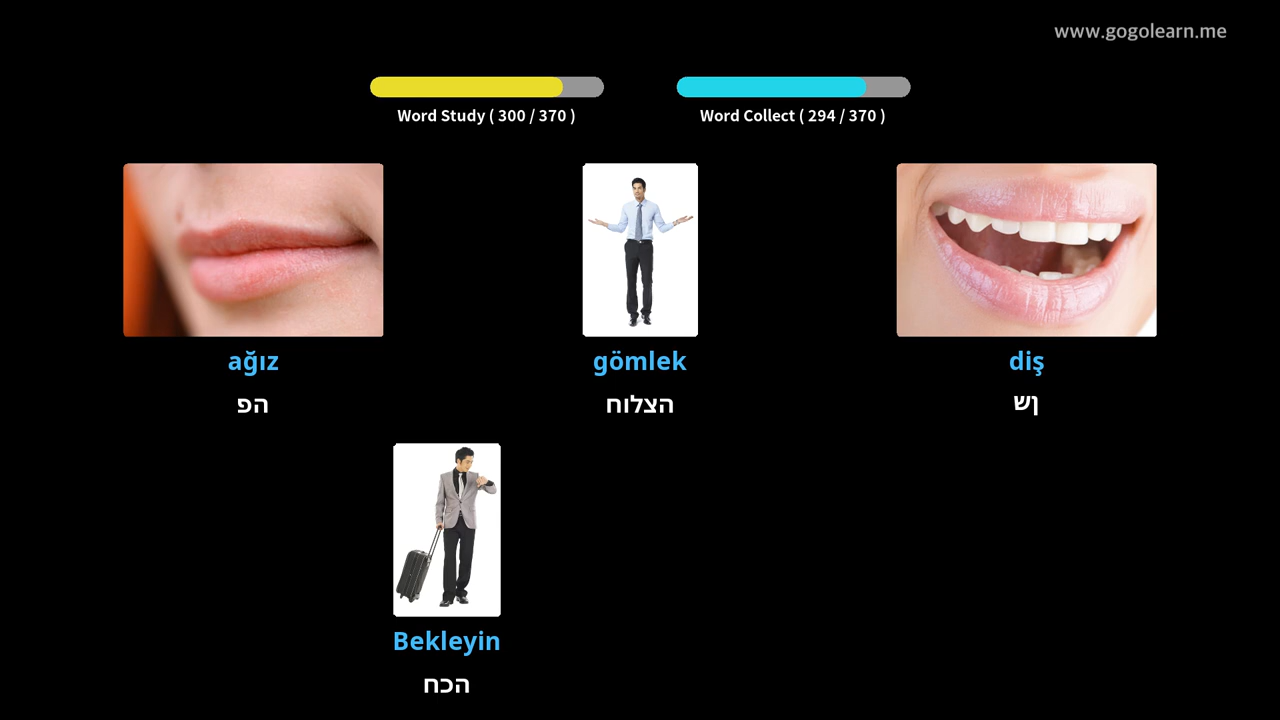 www.gogolearn.me
Word Study ( 300 / 370 )
Word Collect ( 294 / 370 )
ağız
הפ
gömlek
הצלוח
diş
ןש
Bekleyin
הכח